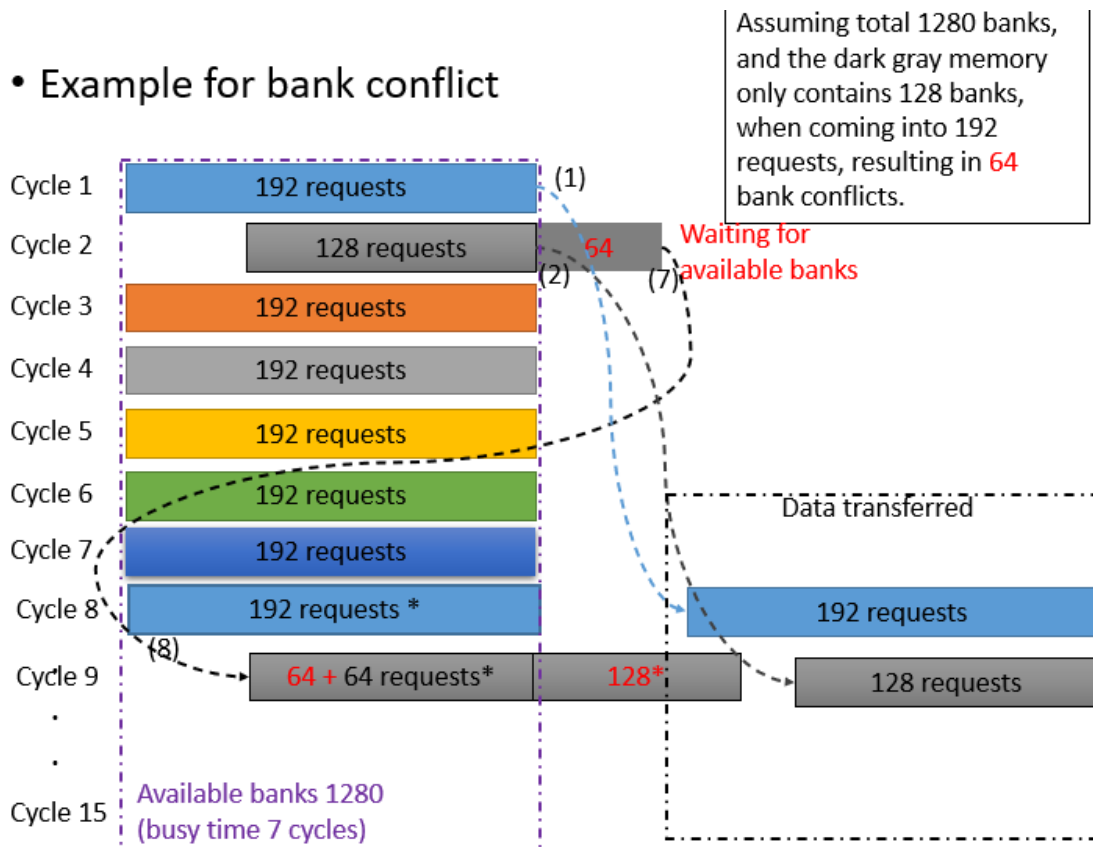 Assuming total 1280 banks,
and the dark gray memory
only contains 128 banks,
when coming into 192
requests, resulting in 64
bank conflicts.
• Example for bank conflict
Cycle 1
192 requests
(1)
Cycle 2
128 requests
64
(2)
(7)
Waiting for
available banks
Cycle 3
192 requests
Cycle 4
192 requests
Cycle 5
192 requests
Cycle 6
192 requests
Data transferred
Cycle 7
192 requests
Cycle 8
192 requests *
192 requests
(8)
Cycle 9
64 + 64 requests*
128*
128 requests
.
.
.
Cycle 15
Available banks 1280
(busy time 7 cycles)